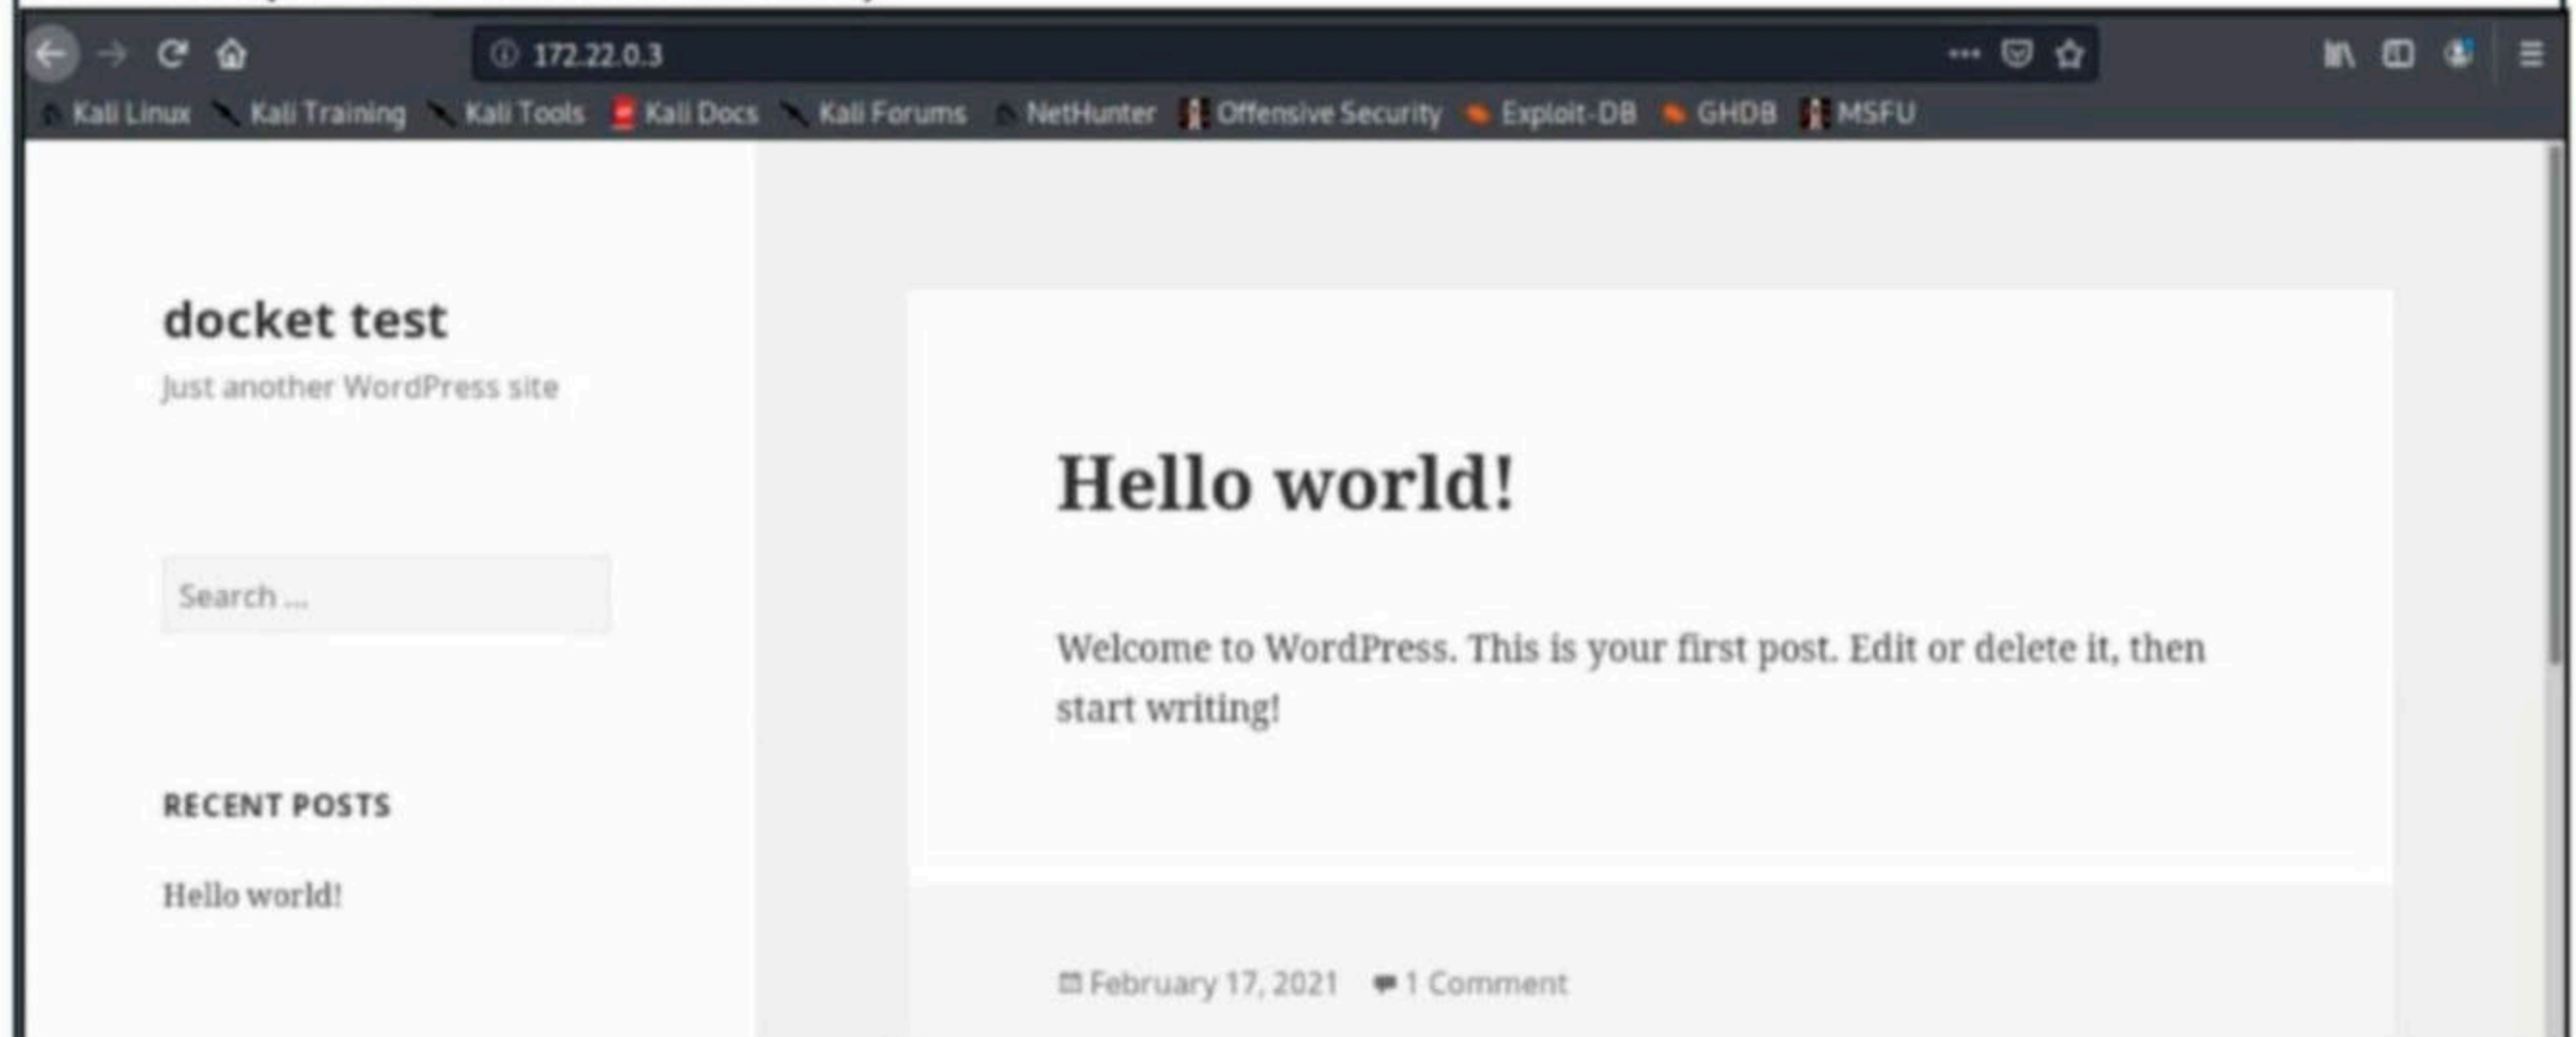 172.22.0.3
Kali Linux Kali Training Kali Tools Kali Docs Kali Forums NetHunter Offensive Security Exploit-DB GHDB MSFU
docket test
Just another WordPress site
Search ...
RECENT POSTS
Hello world!
Hello world!
Welcome to WordPress. This is your first post. Edit or delete it, then
start writing!
February 17, 2021 1 Comment